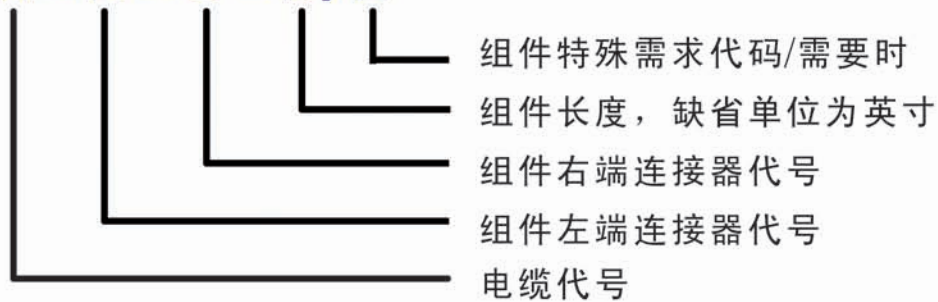 组件特殊需求代码/需要时
组件长度，缺省单位为英寸
组件右端连接器代号
组件左端连接器代号
电缆代号